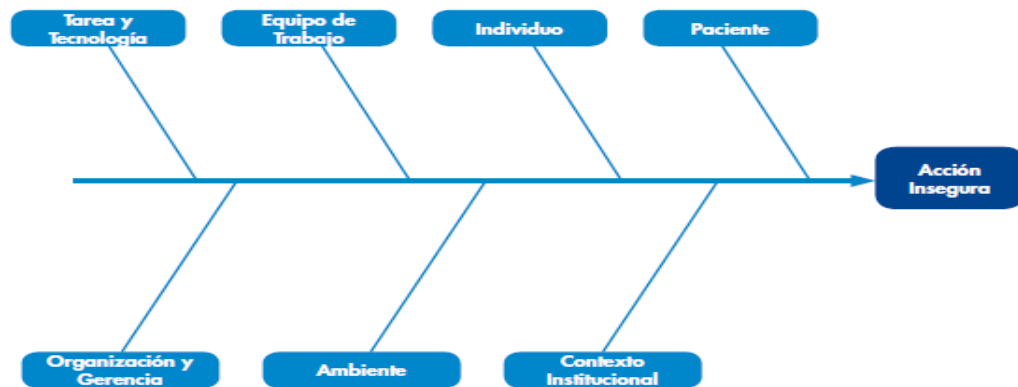 Tarea y
Tecnología
Equipo de
Trabajo
Individuo
Paciente
Acción
Insegura
Organización y
Gerencia
Ambiente
Contexto
Institucional